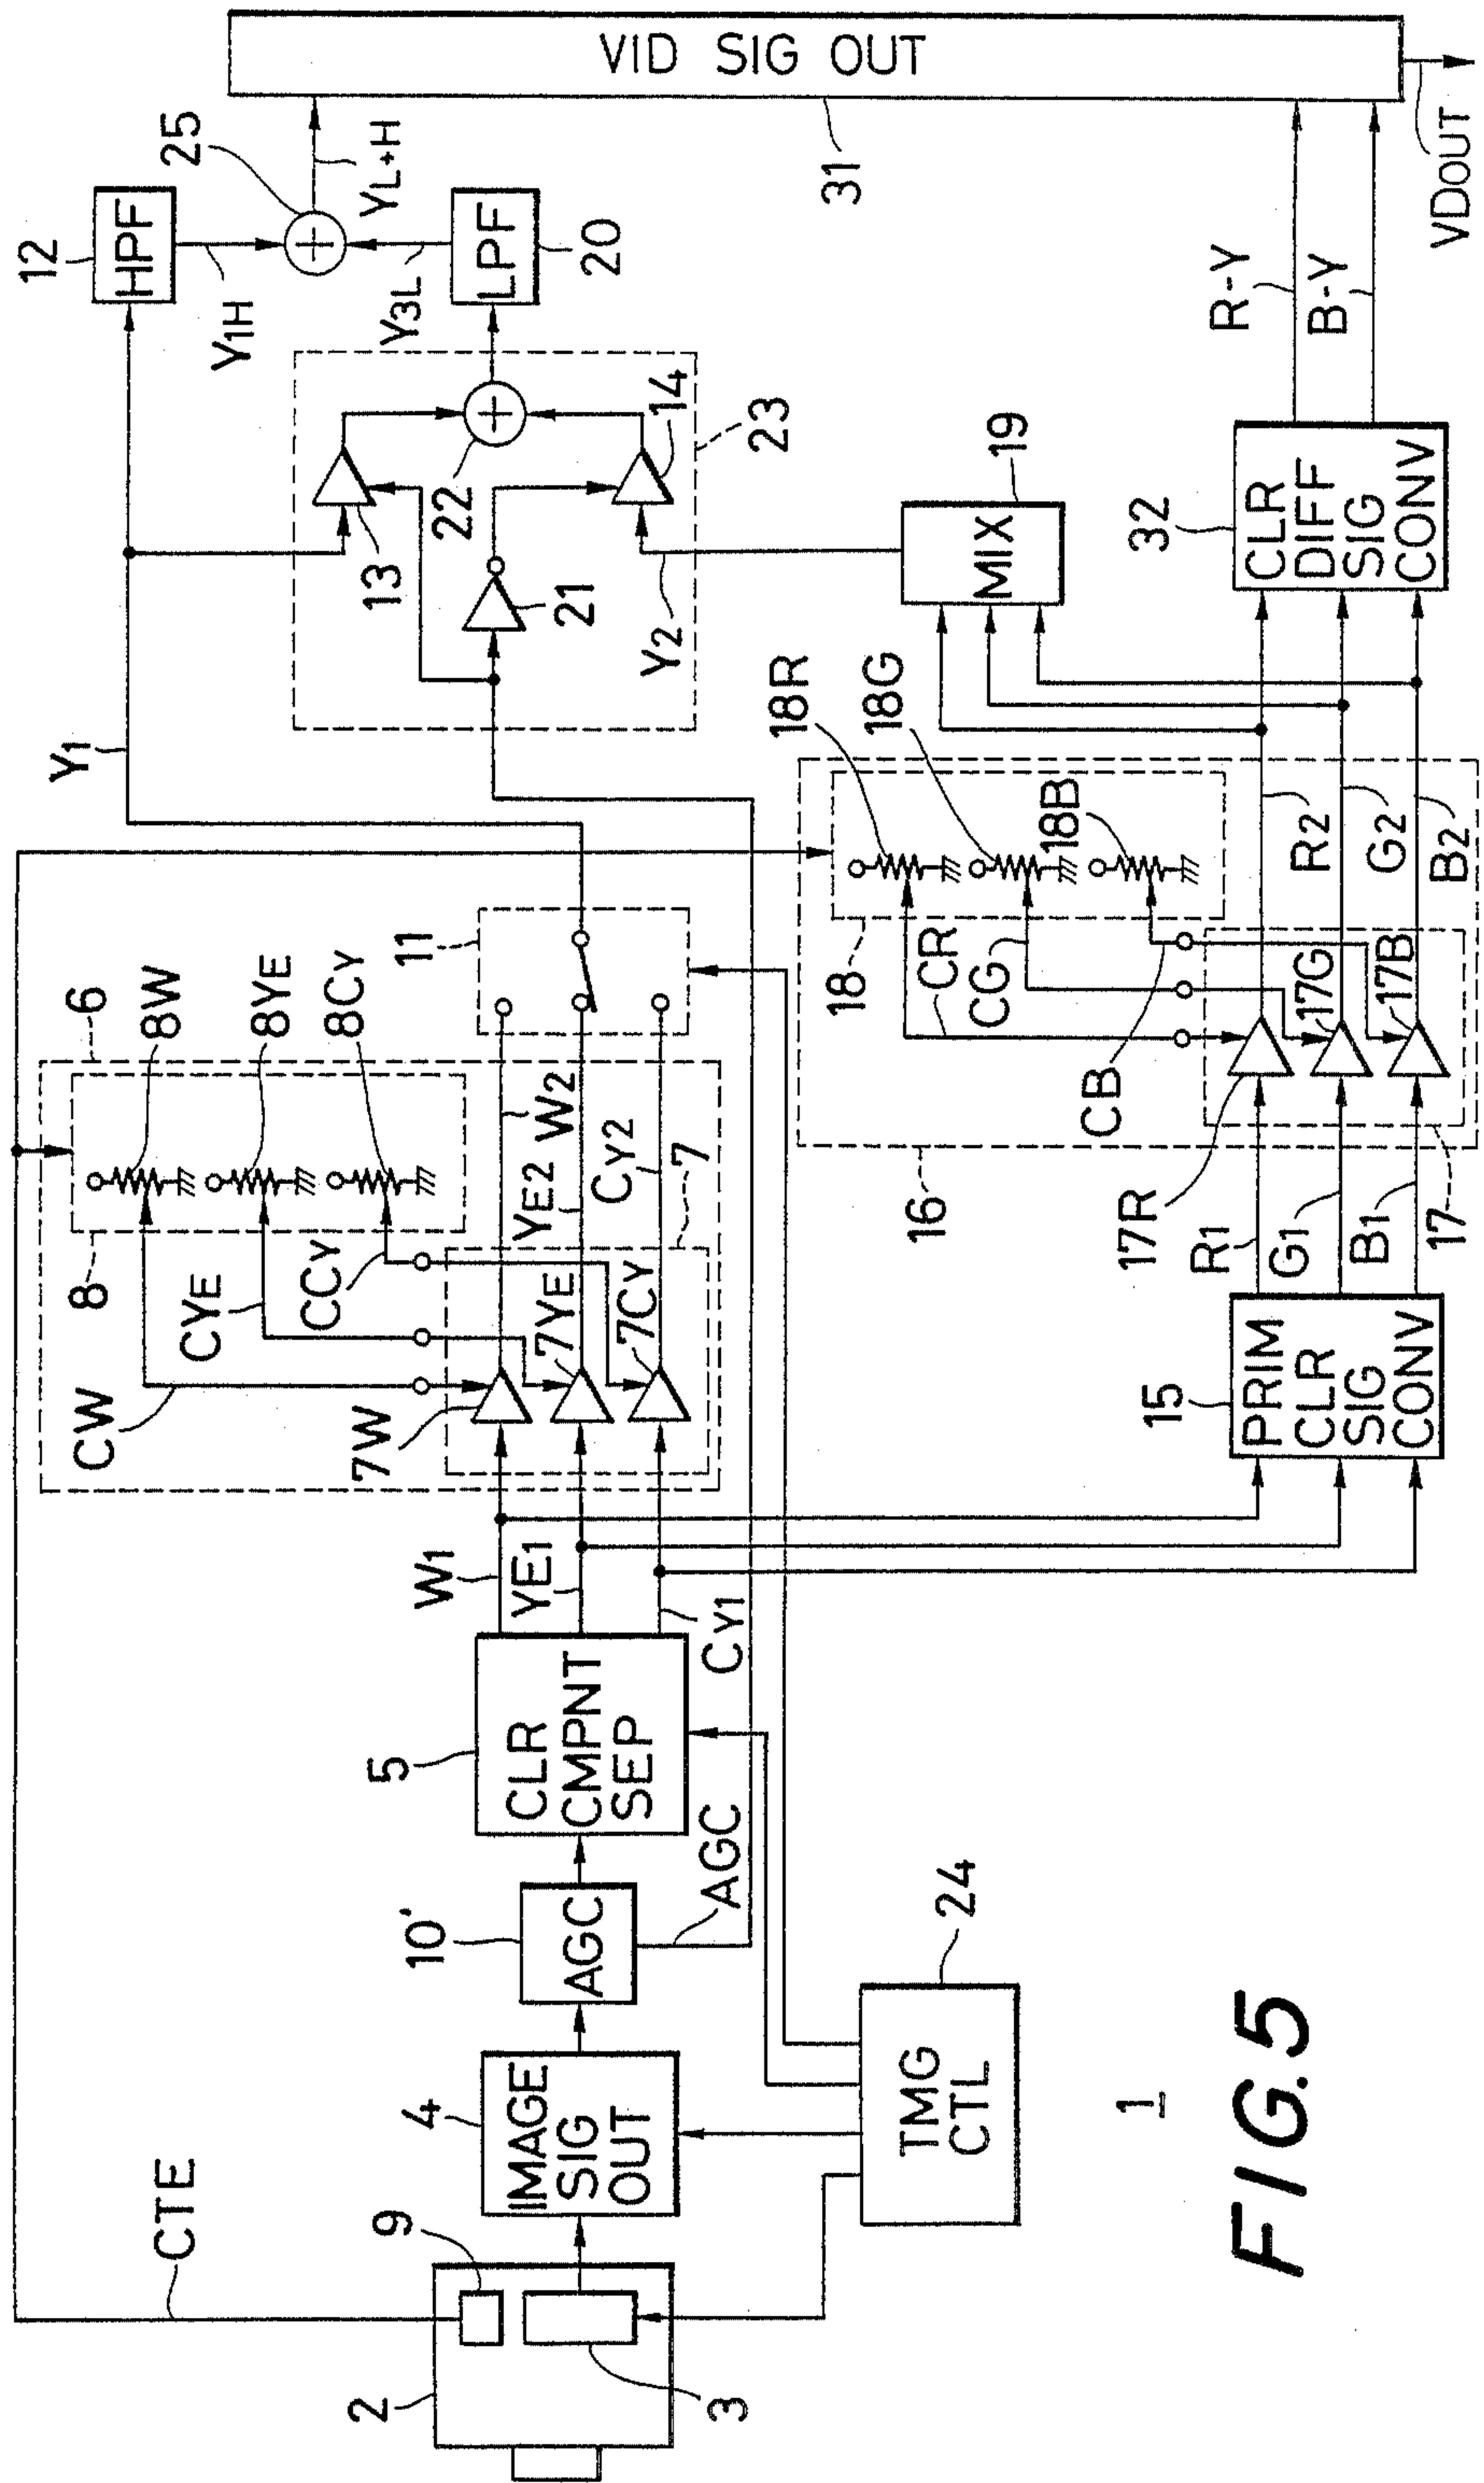 CTE
2
9
3
4
IMAGE
SIG
OUT
10'
AGC
AGC
5
CLR
CMPNT
SEP
W1
YE1
CY1
24
TMG
CTL
6
8
8W
8YE
8CY
CW
CYE
CCY
7W
7YE
7CY
7
W2
YE2
CY2
11
Y1
15
PRIM
CLR
SIG
CONV
R1
G1
B1
16
17
17R
17G
17B
18
18R
18G
18B
CR
CG
CB
R2
G2
B2
19
MIX
Y2
13
21
22
14
23
12
HPF
Y1H
25
YL+H
Y3L
LPF
20
32
CLR
DIFF
SIG
CONV
R-Y
B-Y
31
VID SIG OUT
VDOUT
1
FIG.5